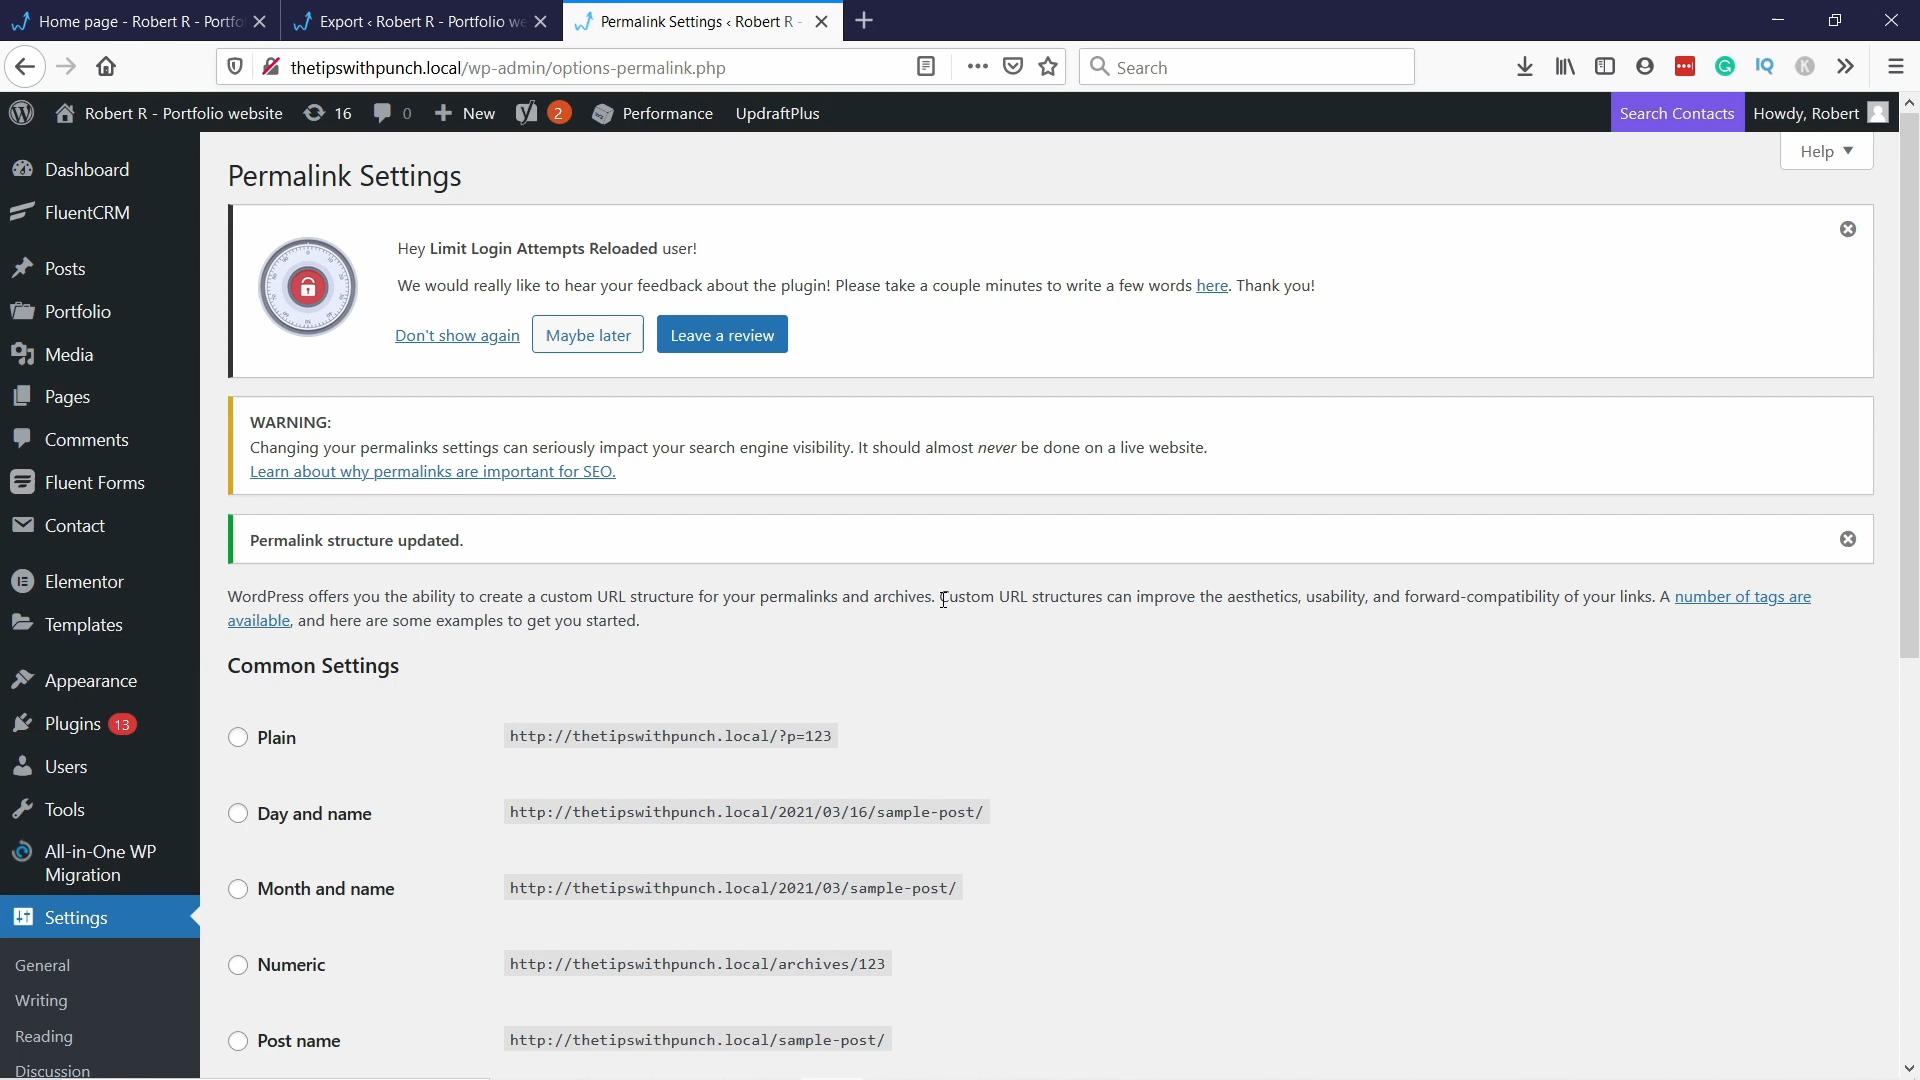 Home page - Robert R - Portfo
Export ‹ Robert R - Portfolio we
Permalink Settings ‹ Robert R -
thetipswithpunch.local/wp-admin/options-permalink.php
Search
Robert R - Portfolio website
16
0
New
2
Performance
UpdraftPlus
Search Contacts
Howdy, Robert
Help
Dashboard
FluentCRM
Posts
Portfolio
Media
Pages
Comments
Fluent Forms
Contact
Elementor
Templates
Appearance
Plugins 13
Users
Tools
All-in-One WP
Migration
Settings
General
Writing
Reading
Discussion
Permalink Settings
Hey Limit Login Attempts Reloaded user!
We would really like to hear your feedback about the plugin! Please take a couple minutes to write a few words here. Thank you!
Don't show again
Maybe later
Leave a review
WARNING:
Changing your permalinks settings can seriously impact your search engine visibility. It should almost never be done on a live website.
Learn about why permalinks are important for SEO.
Permalink structure updated.
WordPress offers you the ability to create a custom URL structure for your permalinks and archives. Custom URL structures can improve the aesthetics, usability, and forward-compatibility of your links. A number of tags are
available, and here are some examples to get you started.
Common Settings
Plain http://thetipswithpunch.local/?p=123
Day and name http://thetipswithpunch.local/2021/03/16/sample-post/
Month and name http://thetipswithpunch.local/2021/03/sample-post/
Numeric http://thetipswithpunch.local/archives/123
Post name http://thetipswithpunch.local/sample-post/